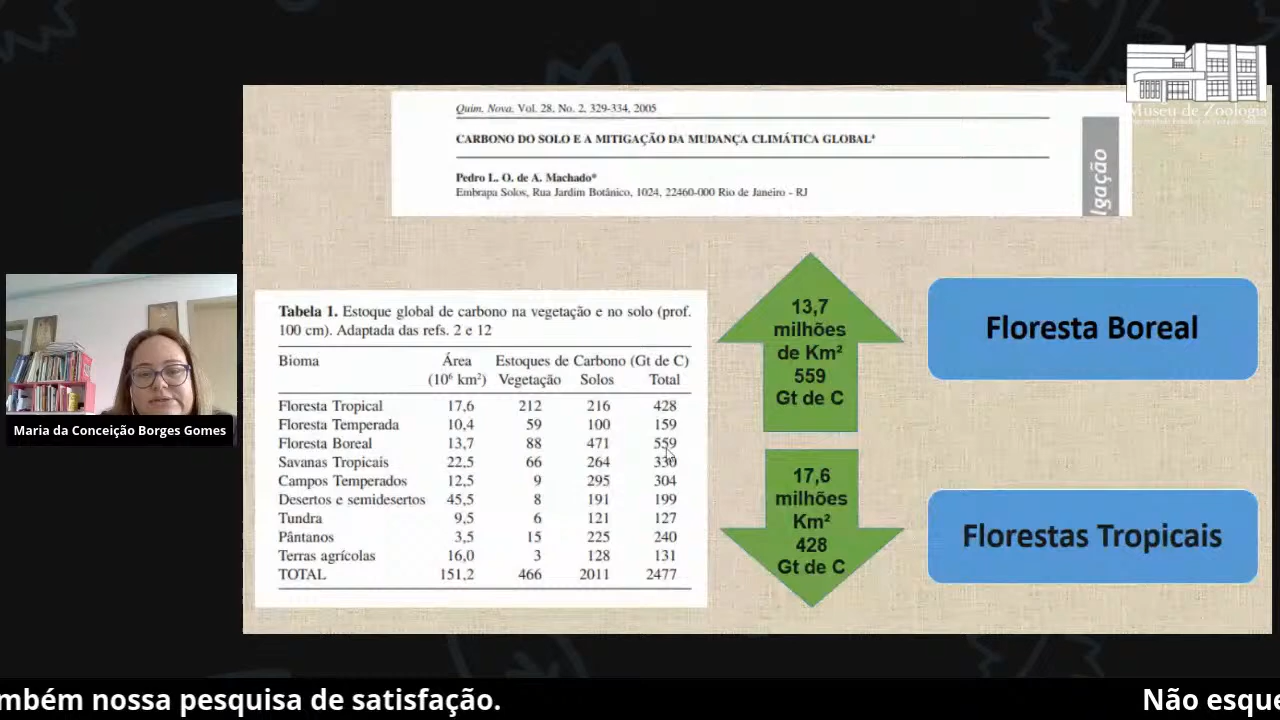 Museu de Zoologia
Quim. Nova, Vol. 28, No. 2, 329-334, 2005
CARBONO DO SOLO E A MITIGAÇÃO DA MUDANÇA CLIMÁTICA GLOBAL
Pedro L. O. de A. Machado*
Embrapa Solos, Rua Jardim Botânico, 1024, 22460-000 Rio de Janeiro - RJ
lgação
Tabela 1. Estoque global de carbono na vegetação e no solo (prof.
100 cm). Adaptada das refs. 2 e 12
Bioma Área Estoques de Carbono (Gt de C)
(10⁶ km²) Vegetação Solos Total
Floresta Tropical 17,6 212 216 428
Floresta Temperada 10,4 59 100 159
Floresta Boreal 13,7 88 471 559
Savanas Tropicais 22,5 66 264 330
Campos Temperados 12,5 9 295 304
Desertos e semidesertos 45,5 8 191 199
Tundra 9,5 6 121 127
Pântanos 3,5 15 225 240
Terras agrícolas 16,0 3 128 131
TOTAL 151,2 466 2011 2477
13,7
milhões
de Km²
559
Gt de C
Floresta Boreal
17,6
milhões
Km²
428
Gt de C
Florestas Tropicais
Maria da Conceição Borges Gomes
mbém nossa pesquisa de satisfação.
Não esque